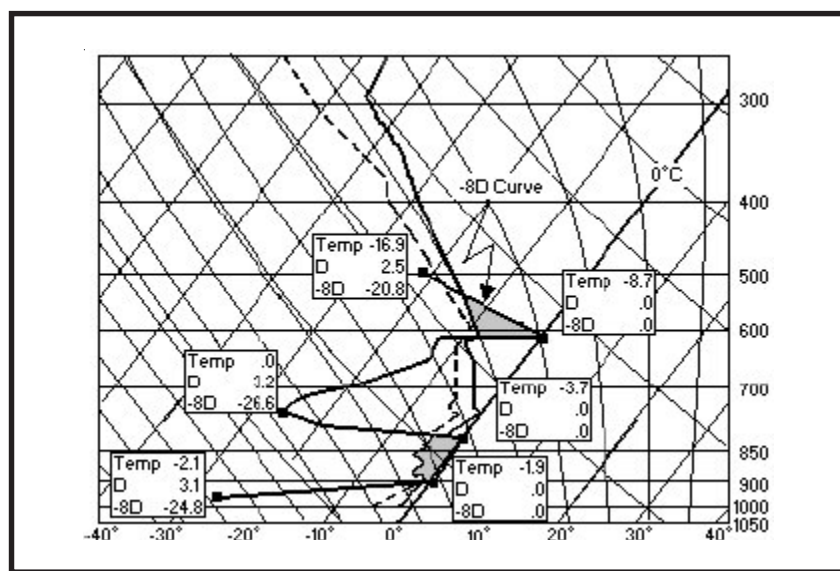 300
0°C
-8D Curve
400
Temp -16.9
D 2.5
-8D -20.8
500
Temp -8.7
D .0
-8D .0
600
Temp .0
D 3.2
-8D -26.6
700
Temp -3.7
D .0
-8D .0
850
Temp -2.1
D 3.1
-8D -24.8
Temp -1.9
D .0
-8D .0
900
1000
1050
-40° -20° -10° 0° 10° 20° 30° 40°